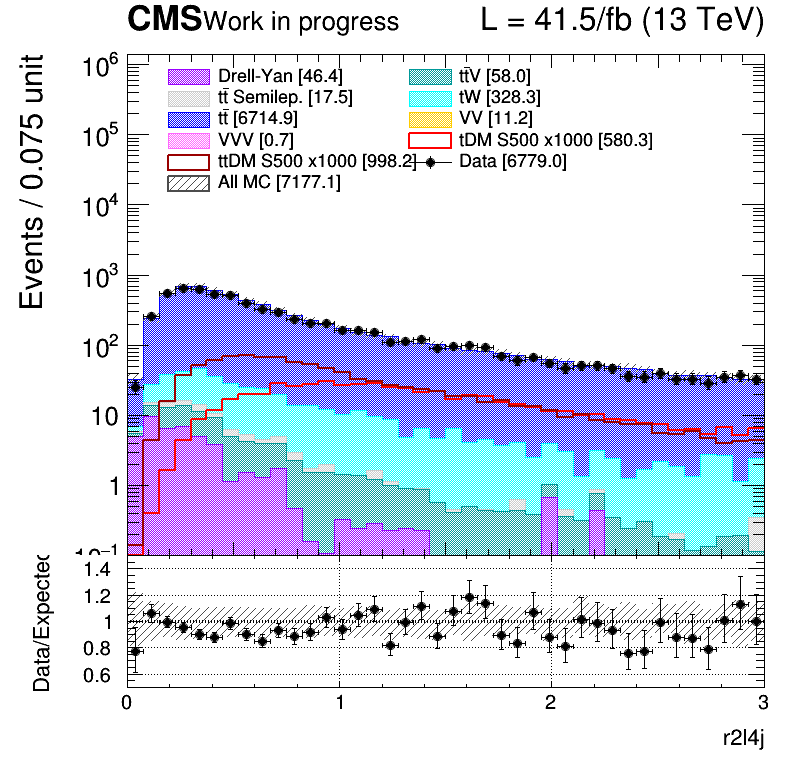 CMS Work in progress L = 41.5/fb (13 TeV)
Events / 0.075 unit
10⁶
10⁵
10⁴
10³
10²
10
1
10⁻¹
Drell-Yan [46.4] tt̄V [58.0]
tt̄ Semilep. [17.5] tW [328.3]
tt̄ [6714.9] VV [11.2]
VVV [0.7] tDM S500 x1000 [580.3]
ttDM S500 x1000 [998.2] Data [6779.0]
All MC [7177.1]
Data/Expected
1.4
1.2
1
0.8
0.6
0 1 2 3
r2l4j